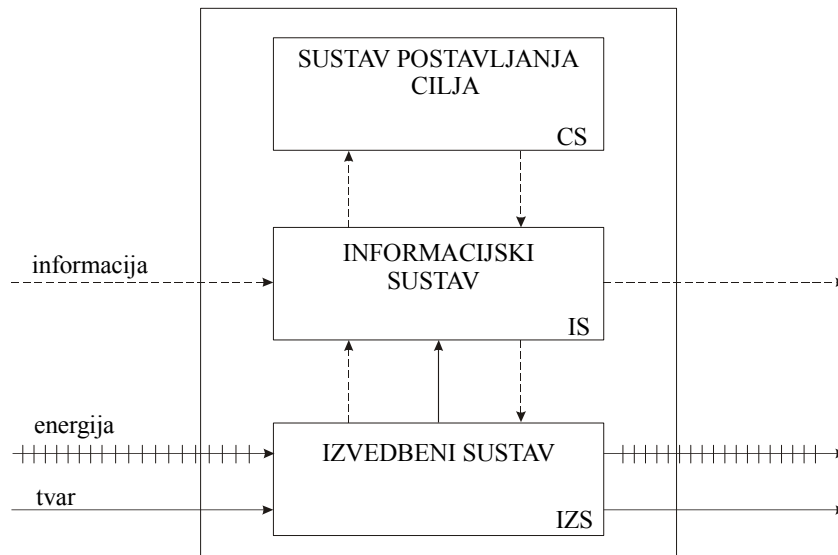 SUSTAV POSTAVLJANJA
CILJA
CS
informacija
INFORMACIJSKI
SUSTAV
IS
energija
IZVEDBENI SUSTAV
tvar
IZS